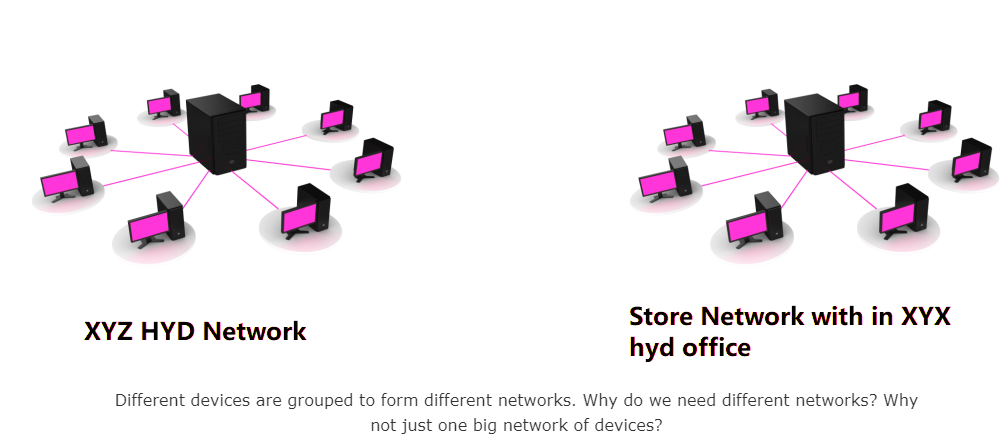 XYZ HYD Network
Store Network with in XYX
hyd office
Different devices are grouped to form different networks. Why do we need different networks? Why
not just one big network of devices?